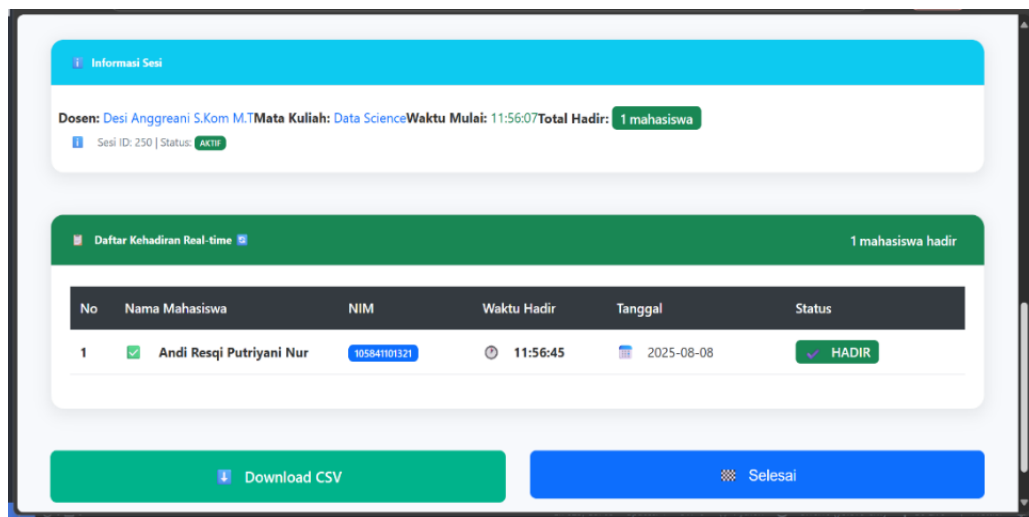 Informasi Sesi
Dosen: Desi Anggreani S.Kom M.TMata Kuliah: Data ScienceWaktu Mulai: 11:56:07Total Hadir: 1 mahasiswa
Sesi ID: 250 | Status: AKTIF
Daftar Kehadiran Real-time
1 mahasiswa hadir
No Nama Mahasiswa NIM Waktu Hadir Tanggal Status
1 Andi Resqi Putriyani Nur 105841101321 11:56:45 2025-08-08 HADIR
Download CSV
Selesai